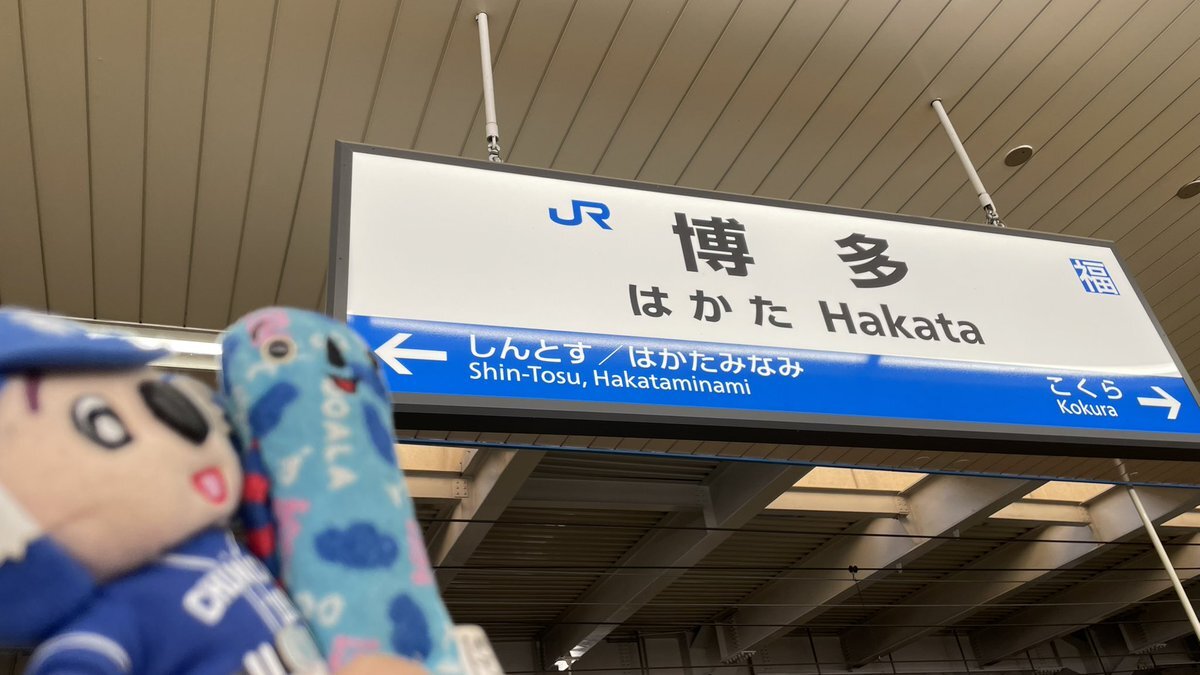 JR
博多
福
はかた Hakata
← しんとす／はかたみなみ
Shin-Tosu, Hakataminami
こくら →
Kokura
DOALA